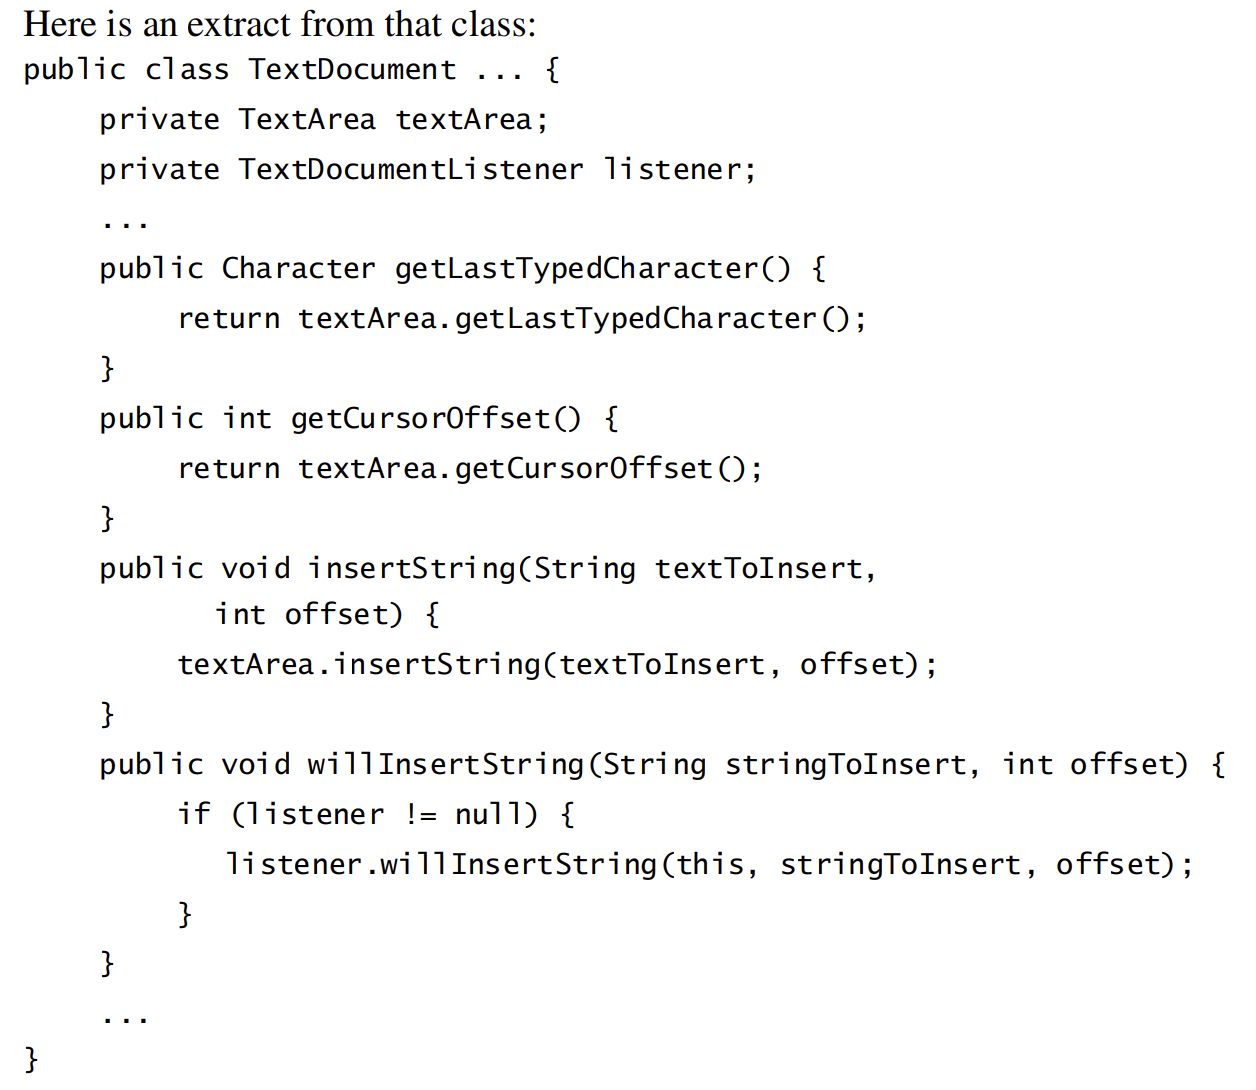 Here is an extract from that class:
public class TextDocument ... {
private TextArea textArea;
private TextDocumentListener listener;
...
public Character getLastTypedCharacter() {
return textArea.getLastTypedCharacter();
}
public int getCursorOffset() {
return textArea.getCursorOffset();
}
public void insertString(String textToInsert,
int offset) {
textArea.insertString(textToInsert, offset);
}
public void willInsertString(String stringToInsert, int offset) {
if (listener != null) {
listener.willInsertString(this, stringToInsert, offset);
}
}
...
}